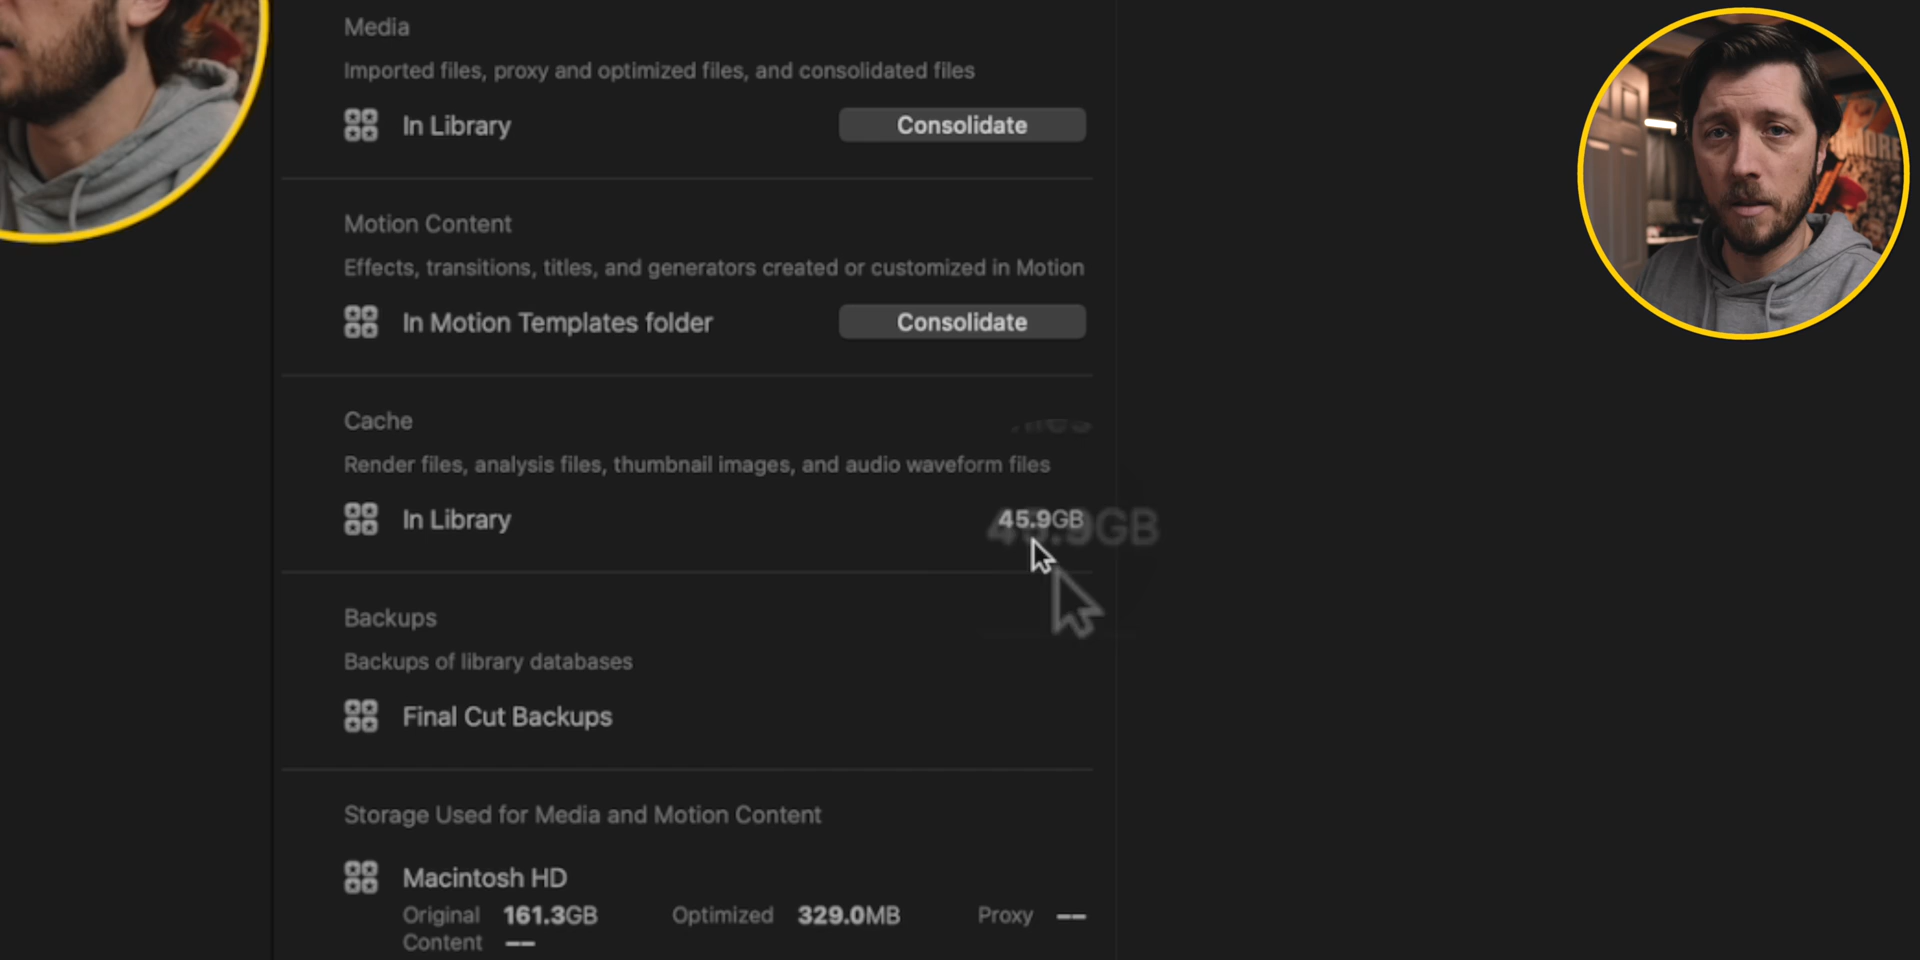 Media
Imported files, proxy and optimized files, and consolidated files
In Library
Consolidate
Motion Content
Effects, transitions, titles, and generators created or customized in Motion
In Motion Templates folder
Consolidate
Cache
Render files, analysis files, thumbnail images, and audio waveform files
In Library
45.9GB
45.9GB
Backups
Backups of library databases
Final Cut Backups
Storage Used for Media and Motion Content
Macintosh HD
Original 161.3GB Optimized 329.0MB Proxy --
Content --